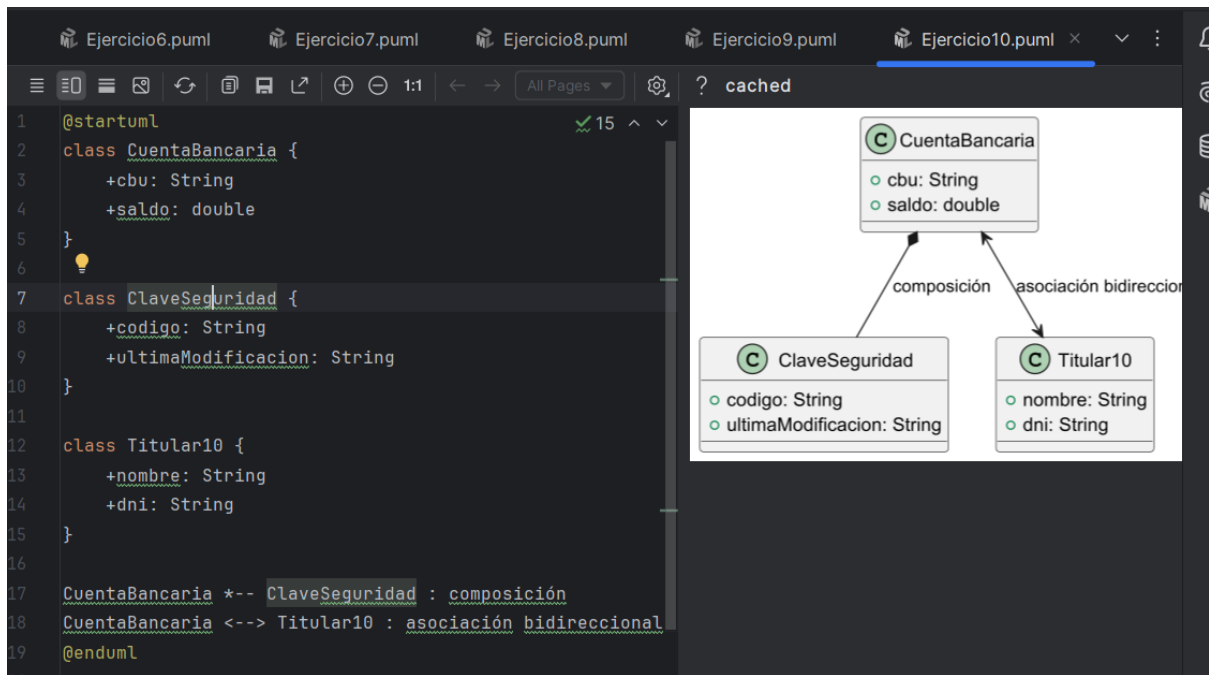 Ejercicio6.puml Ejercicio7.puml Ejercicio8.puml Ejercicio9.puml Ejercicio10.puml
1:1 All Pages ? cached
15
1 @startuml
2 class CuentaBancaria {
3 +cbu: String
4 +saldo: double
5 }
6
7 class ClaveSeguridad {
8 +codigo: String
9 +ultimaModificacion: String
10 }
11
12 class Titular10 {
13 +nombre: String
14 +dni: String
15 }
16
17 CuentaBancaria *-- ClaveSeguridad : composición
18 CuentaBancaria <--> Titular10 : asociación bidireccional
19 @enduml
C CuentaBancaria
cbu: String
saldo: double
composición asociación bidireccion
C ClaveSeguridad
codigo: String
ultimaModificacion: String
C Titular10
nombre: String
dni: String